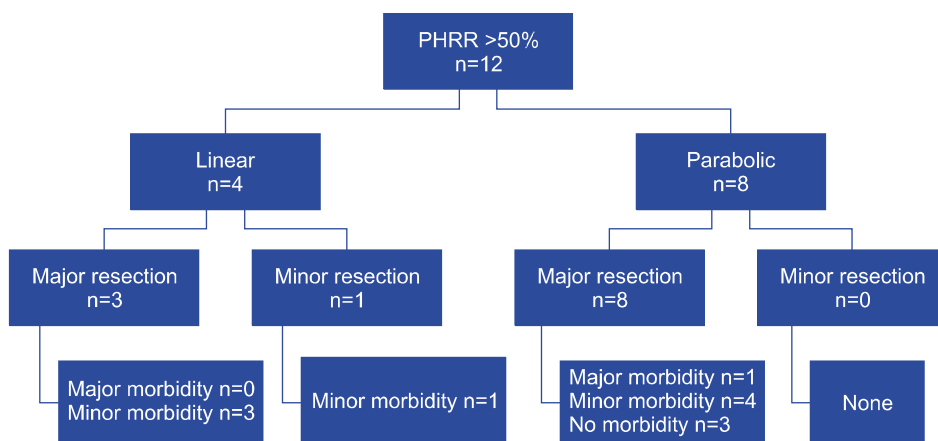 PHRR >50%
n=12
Linear
n=4
Parabolic
n=8
Major resection
n=3
Minor resection
n=1
Major resection
n=8
Minor resection
n=0
Major morbidity n=0
Minor morbidity n=3
Minor morbidity n=1
Major morbidity n=1
Minor morbidity n=4
No morbidity n=3
None